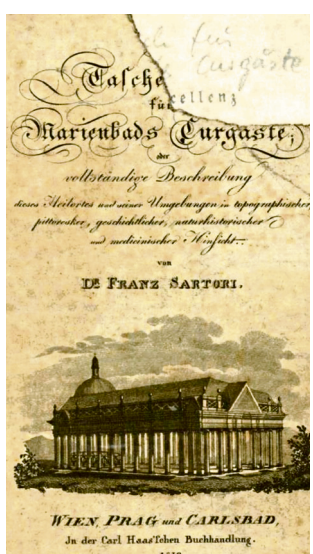 für
Curgäste
Tasche
für
cellenz
Marienbads Curgäste,
oder
vollständige Beschreibung
dieses Heilortes und seiner Umgebungen in topographischer,
pittoresker, geschichtlicher, naturhistorischer
und medicinischer Hinsicht.
von
DR. FRANZ SARTORI.
WIEN, PRAG und CARLSBAD,
In der Carl Haas'schen Buchhandlung.